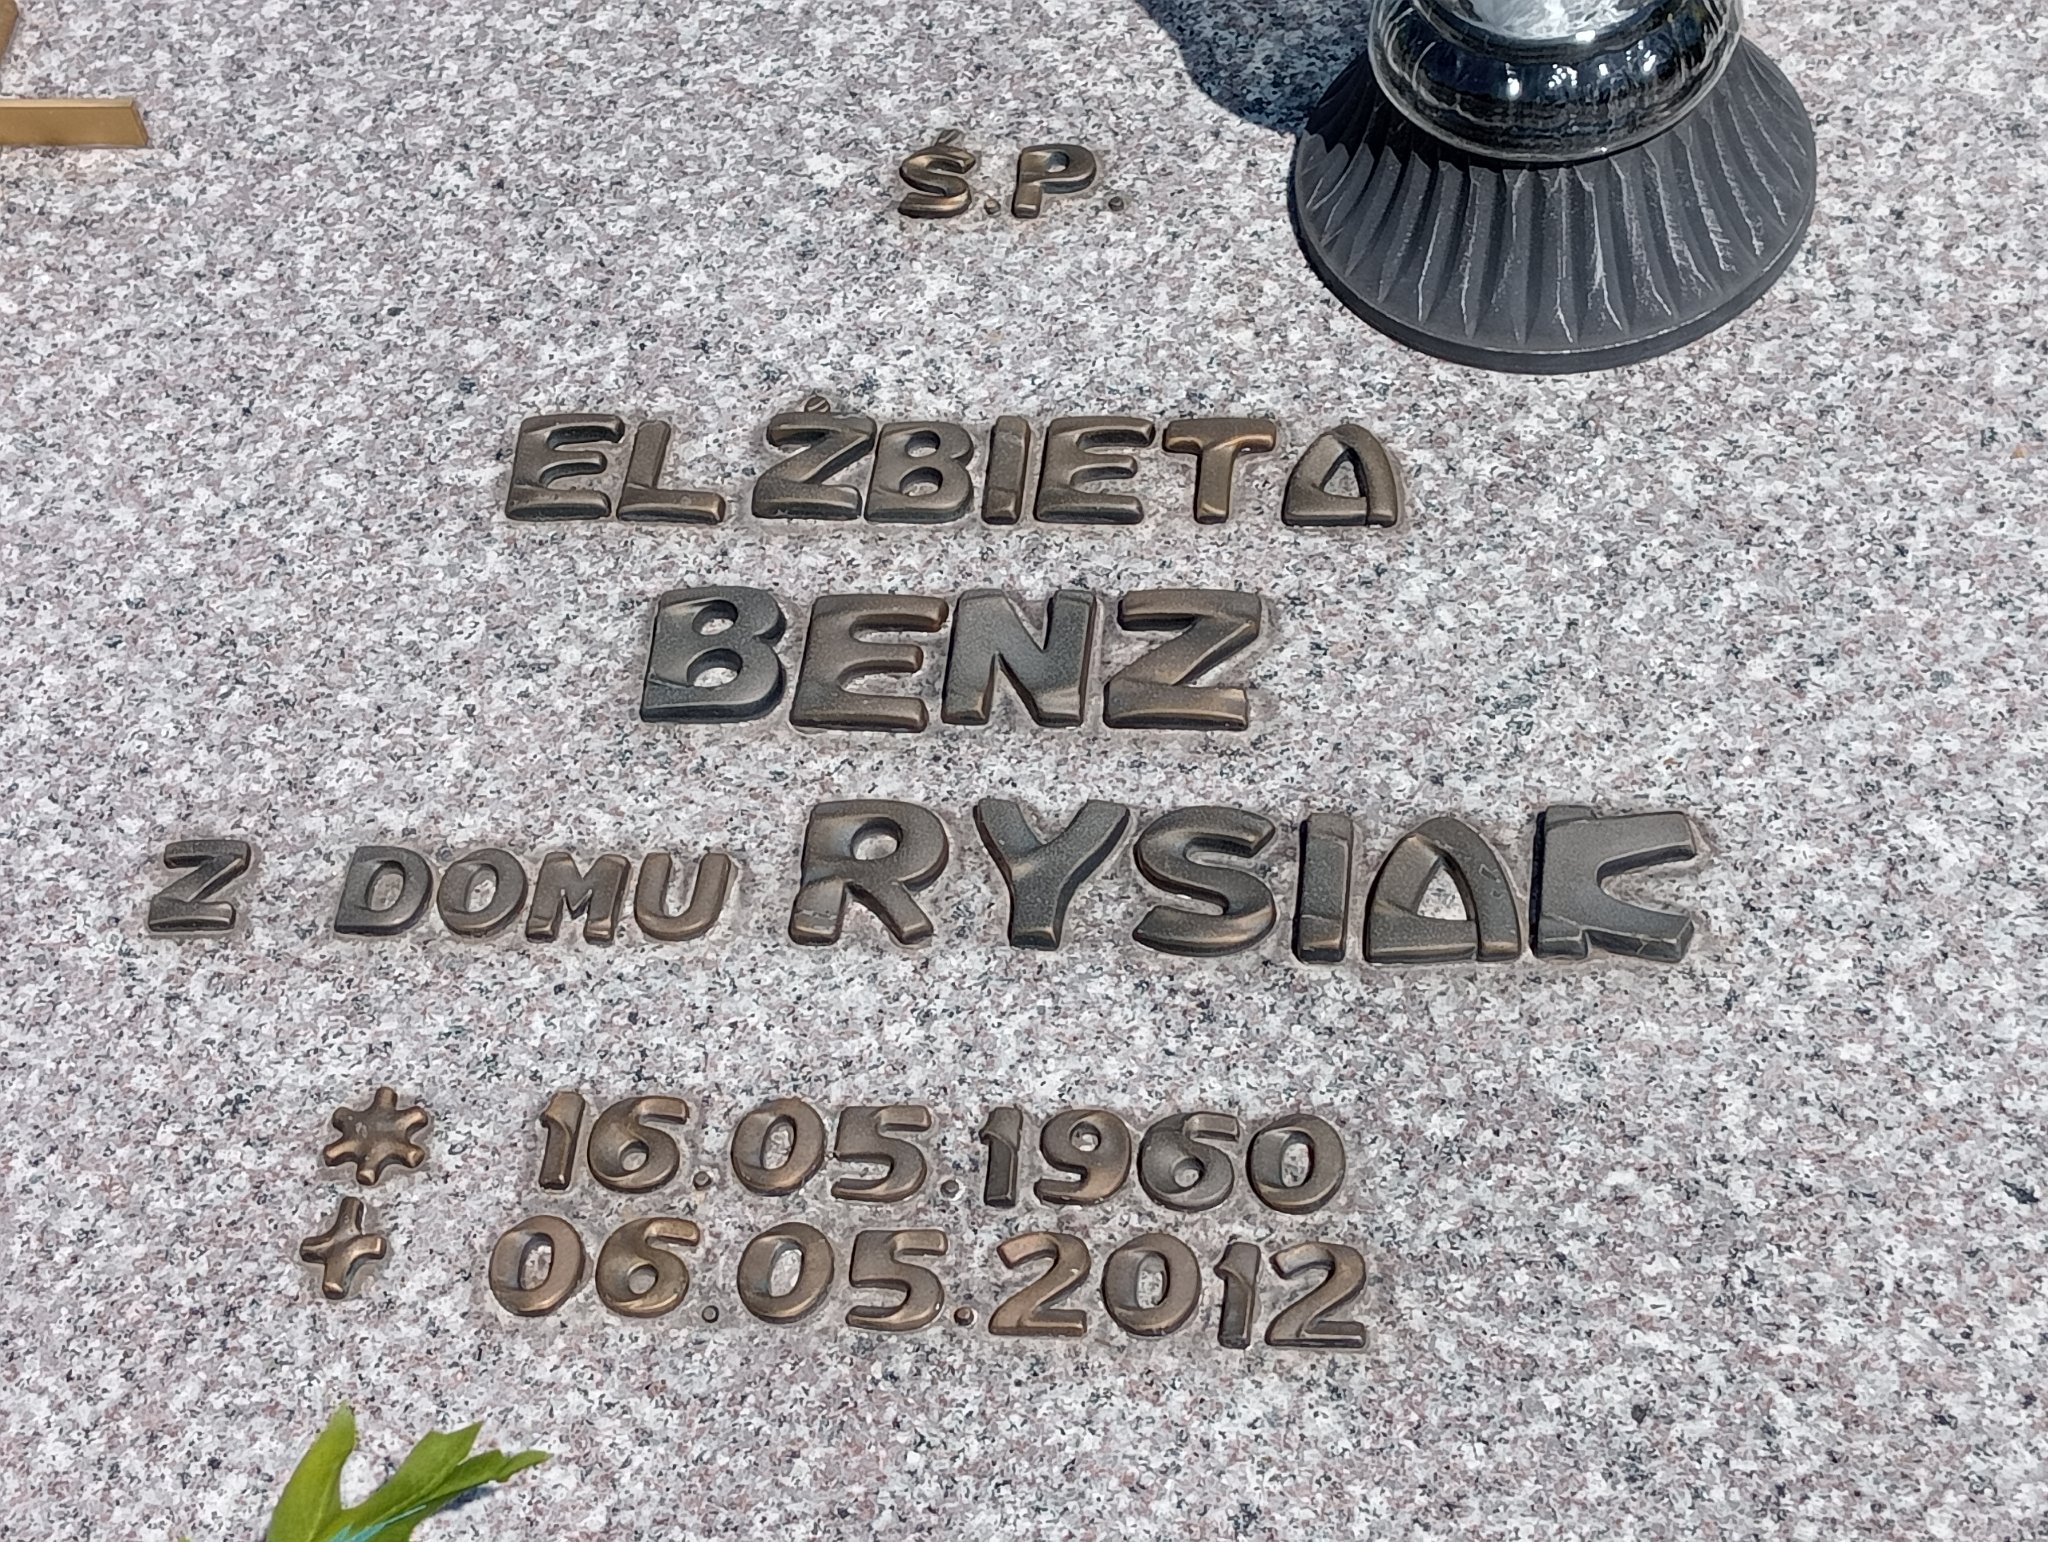 Ś.P.
ELŻBIETA
BENZ
Z DOMU RYSIAK
* 16.05.1960
+ 06.05.2012